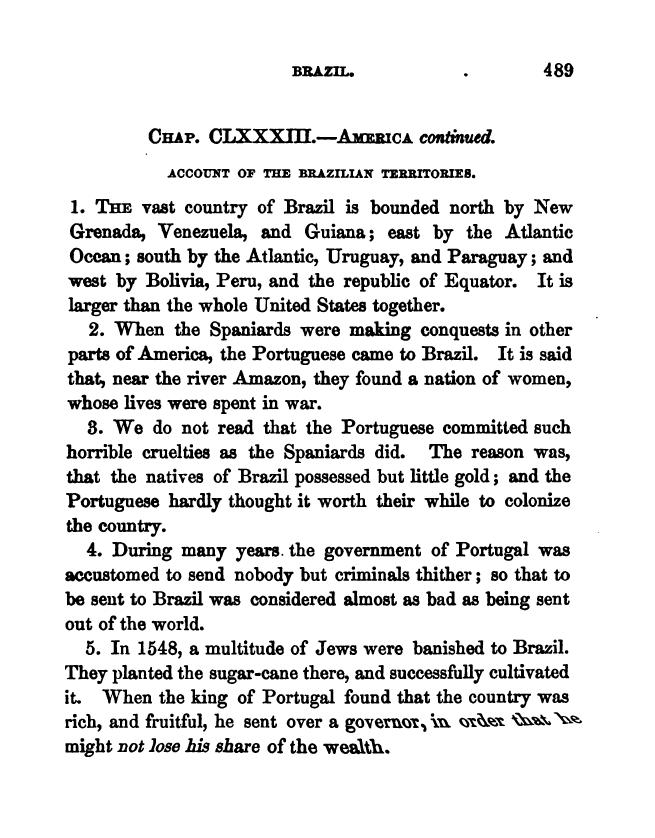 BRAZIL. 489
CHAP. CLXXXIII.—AMERICA continued.
ACCOUNT OF THE BRAZILIAN TERRITORIES.
1. THE vast country of Brazil is bounded north by New
Grenada, Venezuela, and Guiana; east by the Atlantic
Ocean; south by the Atlantic, Uruguay, and Paraguay; and
west by Bolivia, Peru, and the republic of Equator. It is
larger than the whole United States together.
2. When the Spaniards were making conquests in other
parts of America, the Portuguese came to Brazil. It is said
that, near the river Amazon, they found a nation of women,
whose lives were spent in war.
3. We do not read that the Portuguese committed such
horrible cruelties as the Spaniards did. The reason was,
that the natives of Brazil possessed but little gold; and the
Portuguese hardly thought it worth their while to colonize
the country.
4. During many years the government of Portugal was
accustomed to send nobody but criminals thither; so that to
be sent to Brazil was considered almost as bad as being sent
out of the world.
5. In 1548, a multitude of Jews were banished to Brazil.
They planted the sugar-cane there, and successfully cultivated
it. When the king of Portugal found that the country was
rich, and fruitful, he sent over a governor, in order that he
might not lose his share of the wealth.